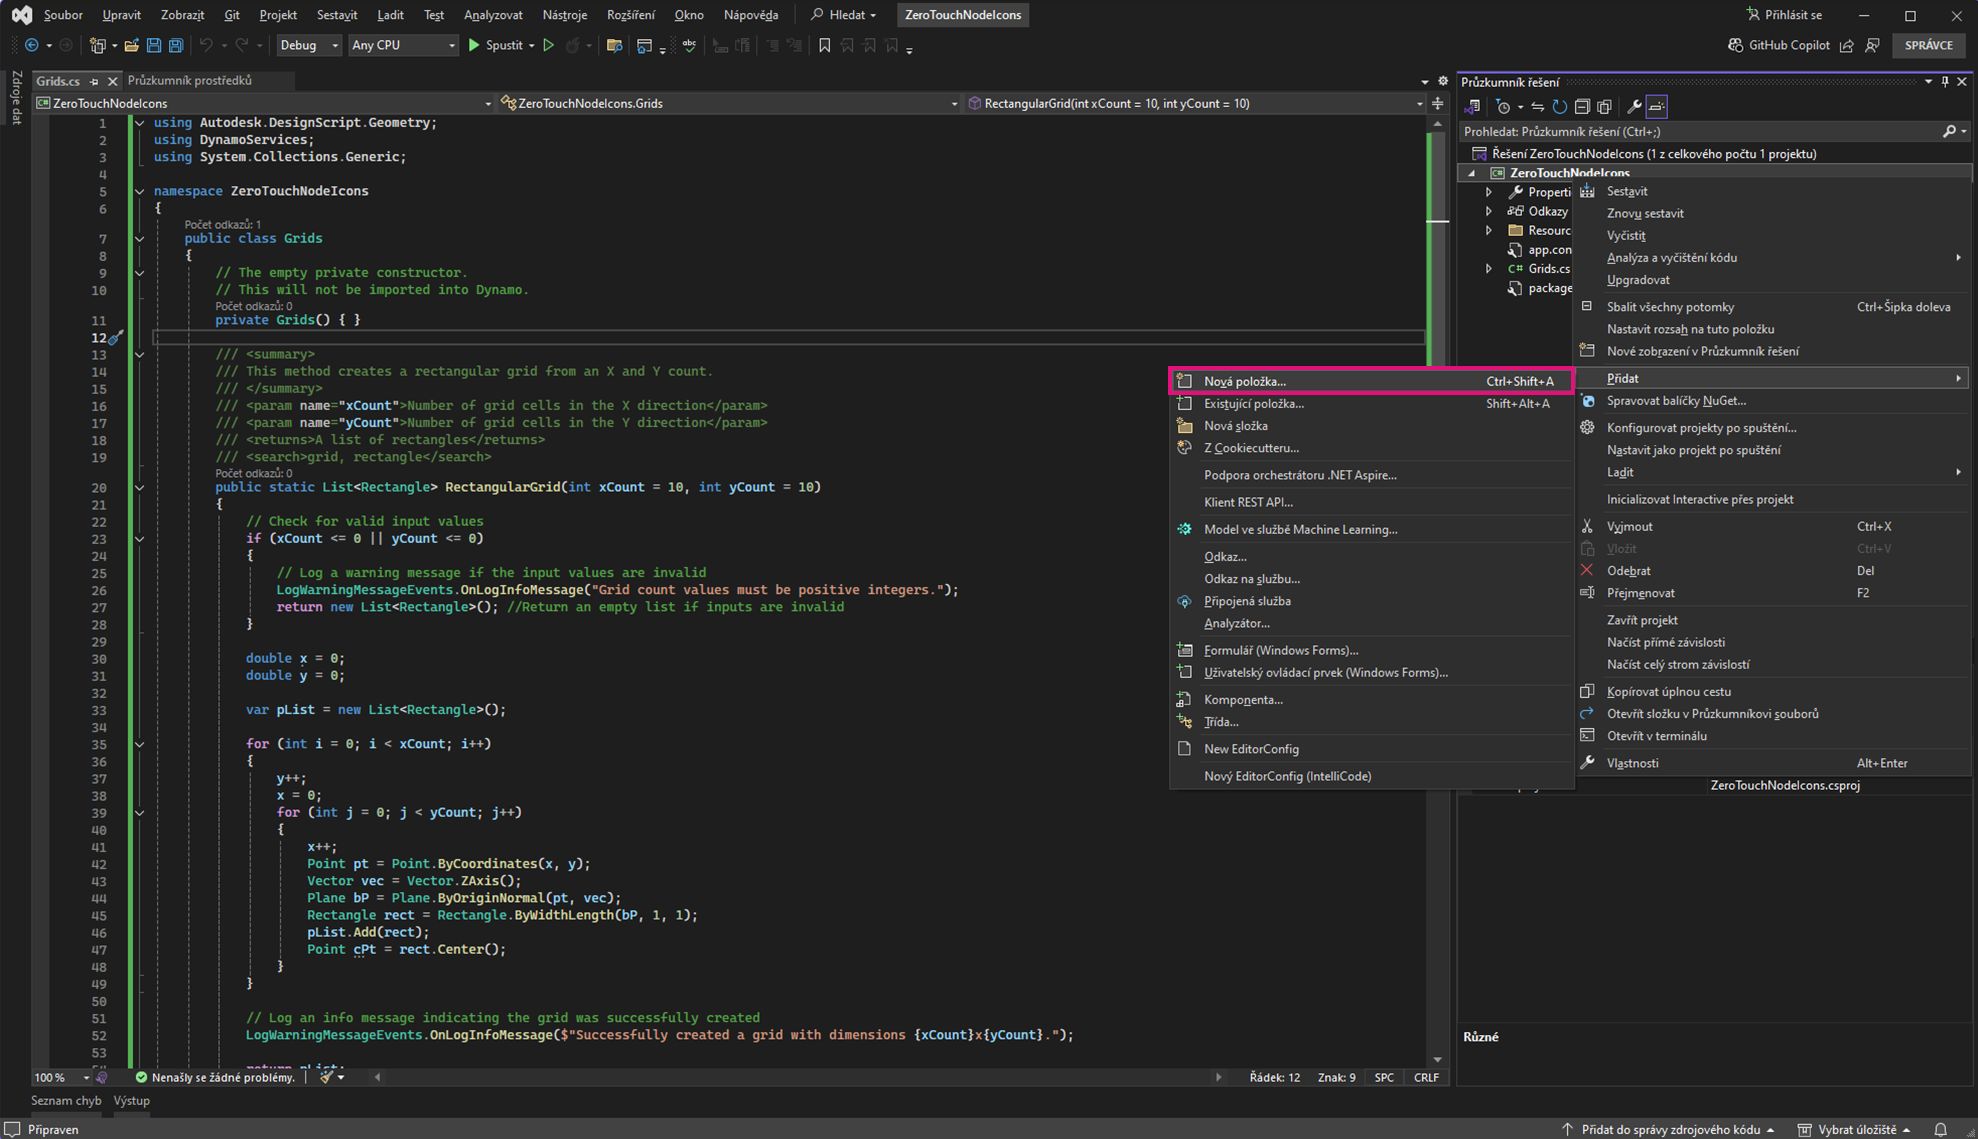 Soubor Upravit Zobrazit Git Projekt Sestavit Ladit Test Analyzovat Nástroje Rozšíření Okno Nápověda Hledat ZeroTouchNodeIcons Přihlásit se
Debug Any CPU Spustit GitHub Copilot SPRÁVCE
Zdroje dat
Grids.cs Průzkumník prostředků
ZeroTouchNodeIcons ZeroTouchNodeIcons.Grids RectangularGrid(int xCount = 10, int yCount = 10)
1 using Autodesk.DesignScript.Geometry;
2 using DynamoServices;
3 using System.Collections.Generic;
4
5 namespace ZeroTouchNodeIcons
6 {
Počet odkazů: 1
7 public class Grids
8 {
9 // The empty private constructor.
10 // This will not be imported into Dynamo.
Počet odkazů: 0
11 private Grids() { }
12
13 /// <summary>
14 /// This method creates a rectangular grid from an X and Y count.
15 /// </summary>
16 /// <param name="xCount">Number of grid cells in the X direction</param>
17 /// <param name="yCount">Number of grid cells in the Y direction</param>
18 /// <returns>A list of rectangles</returns>
19 /// <search>grid, rectangle</search>
Počet odkazů: 0
20 public static List<Rectangle> RectangularGrid(int xCount = 10, int yCount = 10)
21 {
22 // Check for valid input values
23 if (xCount <= 0 || yCount <= 0)
24 {
25 // Log a warning message if the input values are invalid
26 LogWarningMessageEvents.OnLogInfoMessage("Grid count values must be positive integers.");
27 return new List<Rectangle>(); //Return an empty list if inputs are invalid
28 }
29
30 double x = 0;
31 double y = 0;
32
33 var pList = new List<Rectangle>();
34
35 for (int i = 0; i < xCount; i++)
36 {
37 y++;
38 x = 0;
39 for (int j = 0; j < yCount; j++)
40 {
41 x++;
42 Point pt = Point.ByCoordinates(x, y);
43 Vector vec = Vector.ZAxis();
44 Plane bP = Plane.ByOriginNormal(pt, vec);
45 Rectangle rect = Rectangle.ByWidthLength(bP, 1, 1);
46 pList.Add(rect);
47 Point cPt = rect.Center();
48 }
49 }
50
51 // Log an info message indicating the grid was successfully created
52 LogWarningMessageEvents.OnLogInfoMessage($"Successfully created a grid with dimensions {xCount}x{yCount}.");
53
100 % Nenašly se žádné problémy. Řádek: 12 Znak: 9 SPC CRLF
Seznam chyb Výstup
Připraven Přidat do správy zdrojového kódu Vybrat úložiště
Průzkumník řešení
Prohledat: Průzkumník řešení (Ctrl+;)
Řešení ZeroTouchNodeIcons (1 z celkového počtu 1 projektu)
ZeroTouchNodeIcons
Properti
Odkazy
Resourc
app.con
Grids.cs
package
Sestavit
Znovu sestavit
Vyčistit
Analýza a vyčištění kódu
Upgradovat
Sbalit všechny potomky Ctrl+Šipka doleva
Nastavit rozsah na tuto položku
Nové zobrazení v Průzkumník řešení
Přidat
Spravovat balíčky NuGet...
Konfigurovat projekty po spuštění...
Nastavit jako projekt po spuštění
Ladit
Inicializovat Interactive přes projekt
Vyjmout Ctrl+X
Vložit Ctrl+V
Odebrat Del
Přejmenovat F2
Zavřít projekt
Načíst přímé závislosti
Načíst celý strom závislostí
Kopírovat úplnou cestu
Otevřít složku v Průzkumníkovi souborů
Otevřít v terminálu
Vlastnosti Alt+Enter
Nová položka... Ctrl+Shift+A
Existující položka... Shift+Alt+A
Nová složka
Z Cookiecutteru...
Podpora orchestrátoru .NET Aspire...
Klient REST API...
Model ve službě Machine Learning...
Odkaz...
Odkaz na službu...
Připojená služba
Analyzátor...
Formulář (Windows Forms)...
Uživatelský ovládací prvek (Windows Forms)...
Komponenta...
Třída...
New EditorConfig
Nový EditorConfig (IntelliCode)
ZeroTouchNodeIcons.csproj
Různé